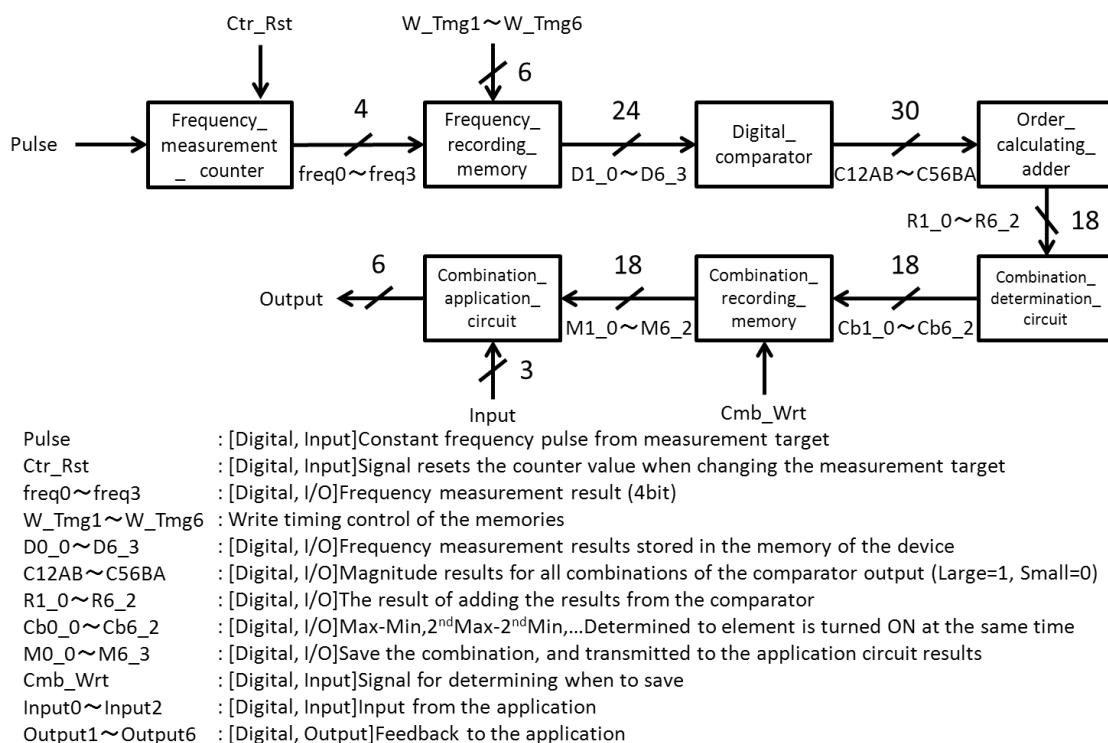 Ctr_Rst
W_Tmg1～W_Tmg6
6
Pulse
Frequency_
measurement
_ counter
4
freq0～freq3
Frequency_
recording_
memory
24
D1_0～D6_3
Digital_
comparator
30
C12AB～C56BA
Order_
calculating_
adder
R1_0～R6_2
18
Combination_
determination_
circuit
18
Cb1_0～Cb6_2
Combination_
recording_
memory
18
M1_0～M6_2
Combination_
application_
circuit
6
Output
3
Input
Cmb_Wrt
Pulse : [Digital, Input]Constant frequency pulse from measurement target
Ctr_Rst : [Digital, Input]Signal resets the counter value when changing the measurement target
freq0～freq3 : [Digital, I/O]Frequency measurement result (4bit)
W_Tmg1～W_Tmg6 : Write timing control of the memories
D0_0～D6_3 : [Digital, I/O]Frequency measurement results stored in the memory of the device
C12AB～C56BA : [Digital, I/O]Magnitude results for all combinations of the comparator output (Large=1, Small=0)
R1_0～R6_2 : [Digital, I/O]The result of adding the results from the comparator
Cb0_0～Cb6_2 : [Digital, I/O]Max-Min,2ndMax-2ndMin,…Determined to element is turned ON at the same time
M0_0～M6_3 : [Digital, I/O]Save the combination, and transmitted to the application circuit results
Cmb_Wrt : [Digital, Input]Signal for determining when to save
Input0～Input2 : [Digital, Input]Input from the application
Output1～Output6 : [Digital, Output]Feedback to the application